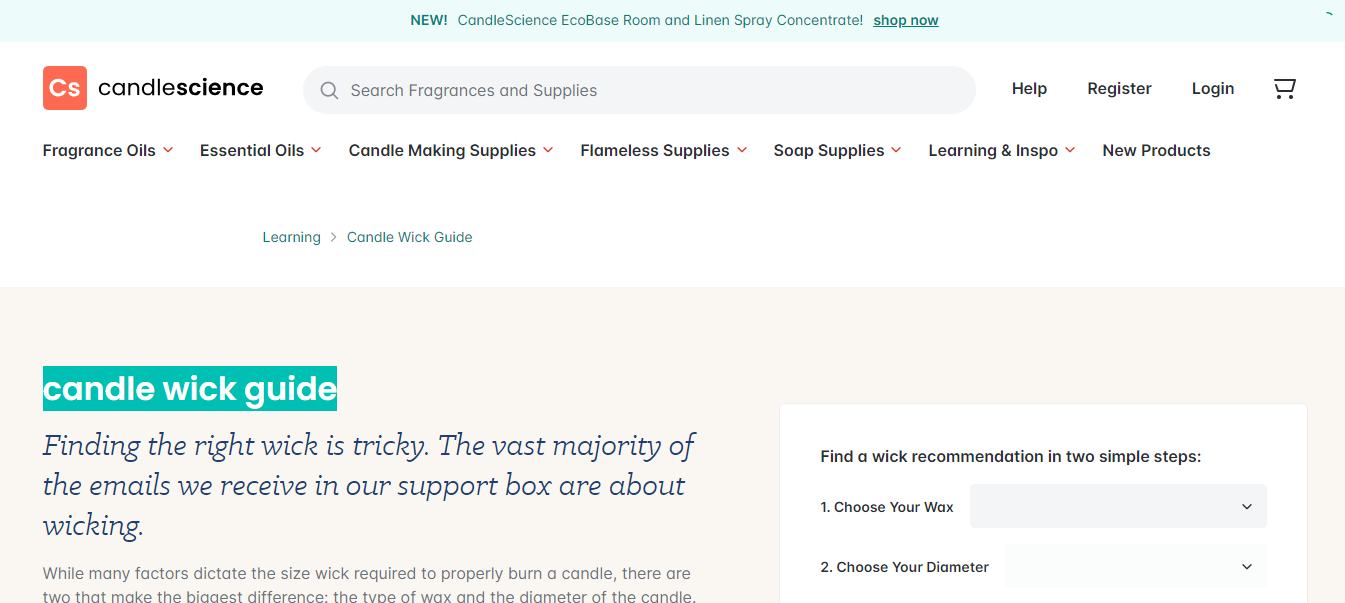 NEW! CandleScience EcoBase Room and Linen Spray Concentrate! shop now
Cs candlescience
Search Fragrances and Supplies
Help
Register
Login
Fragrance Oils
Essential Oils
Candle Making Supplies
Flameless Supplies
Soap Supplies
Learning & Inspo
New Products
Learning > Candle Wick Guide
candle wick guide
Finding the right wick is tricky. The vast majority of
the emails we receive in our support box are about
wicking.
While many factors dictate the size wick required to properly burn a candle, there are
two that make the biggest difference: the type of wax and the diameter of the candle.
Find a wick recommendation in two simple steps:
1. Choose Your Wax
2. Choose Your Diameter